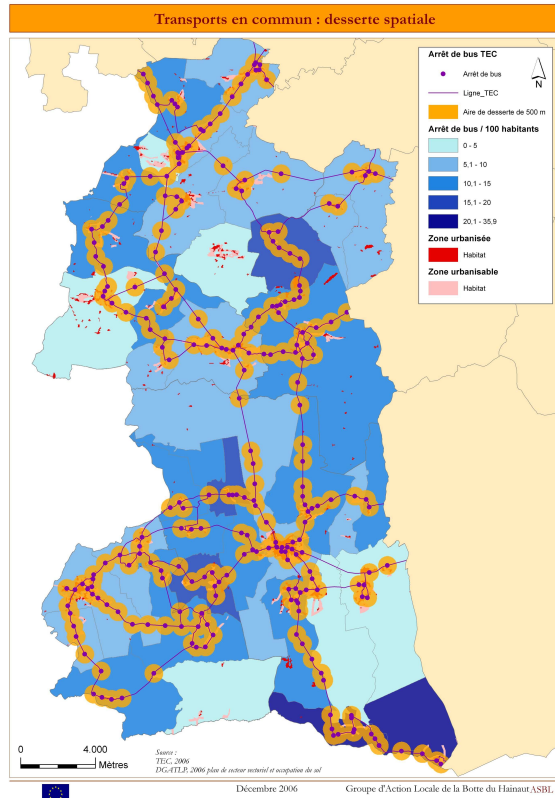 Transports en commun : desserte spatiale
Arrêt de bus TEC
Arrêt de bus
Ligne_TEC
Aire de desserte de 500 m
N
Arrêt de bus / 100 habitants
0 - 5
5,1 - 10
10,1 - 15
15,1 - 20
20,1 - 35,9
Zone urbanisée
Habitat
Zone urbanisable
Habitat
0 4.000
Mètres
Source :
TEC, 2006
DGATLP, 2006 plan de secteur vectoriel et occupation du sol
Décembre 2006 Groupe d'Action Locale de la Botte du Hainaut ASBL